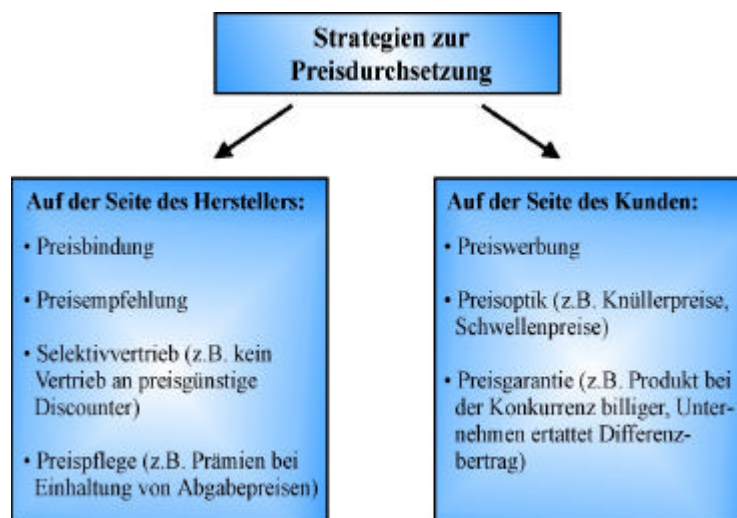 Strategien zur
Preisdurchsetzung
Auf der Seite des Herstellers:
• Preisbindung
• Preisempfehlung
• Selektivvertrieb (z.B. kein
Vertrieb an preisgünstige
Discounter)
• Preispflege (z.B. Prämien bei
Einhaltung von Abgabepreisen)
Auf der Seite des Kunden:
• Preiswerbung
• Preisoptik (z.B. Knüllerpreise,
Schwellenpreise)
• Preisgarantie (z.B. Produkt bei
der Konkurrenz billiger, Unter-
nehmen ertattet Differenz-
bertrag)